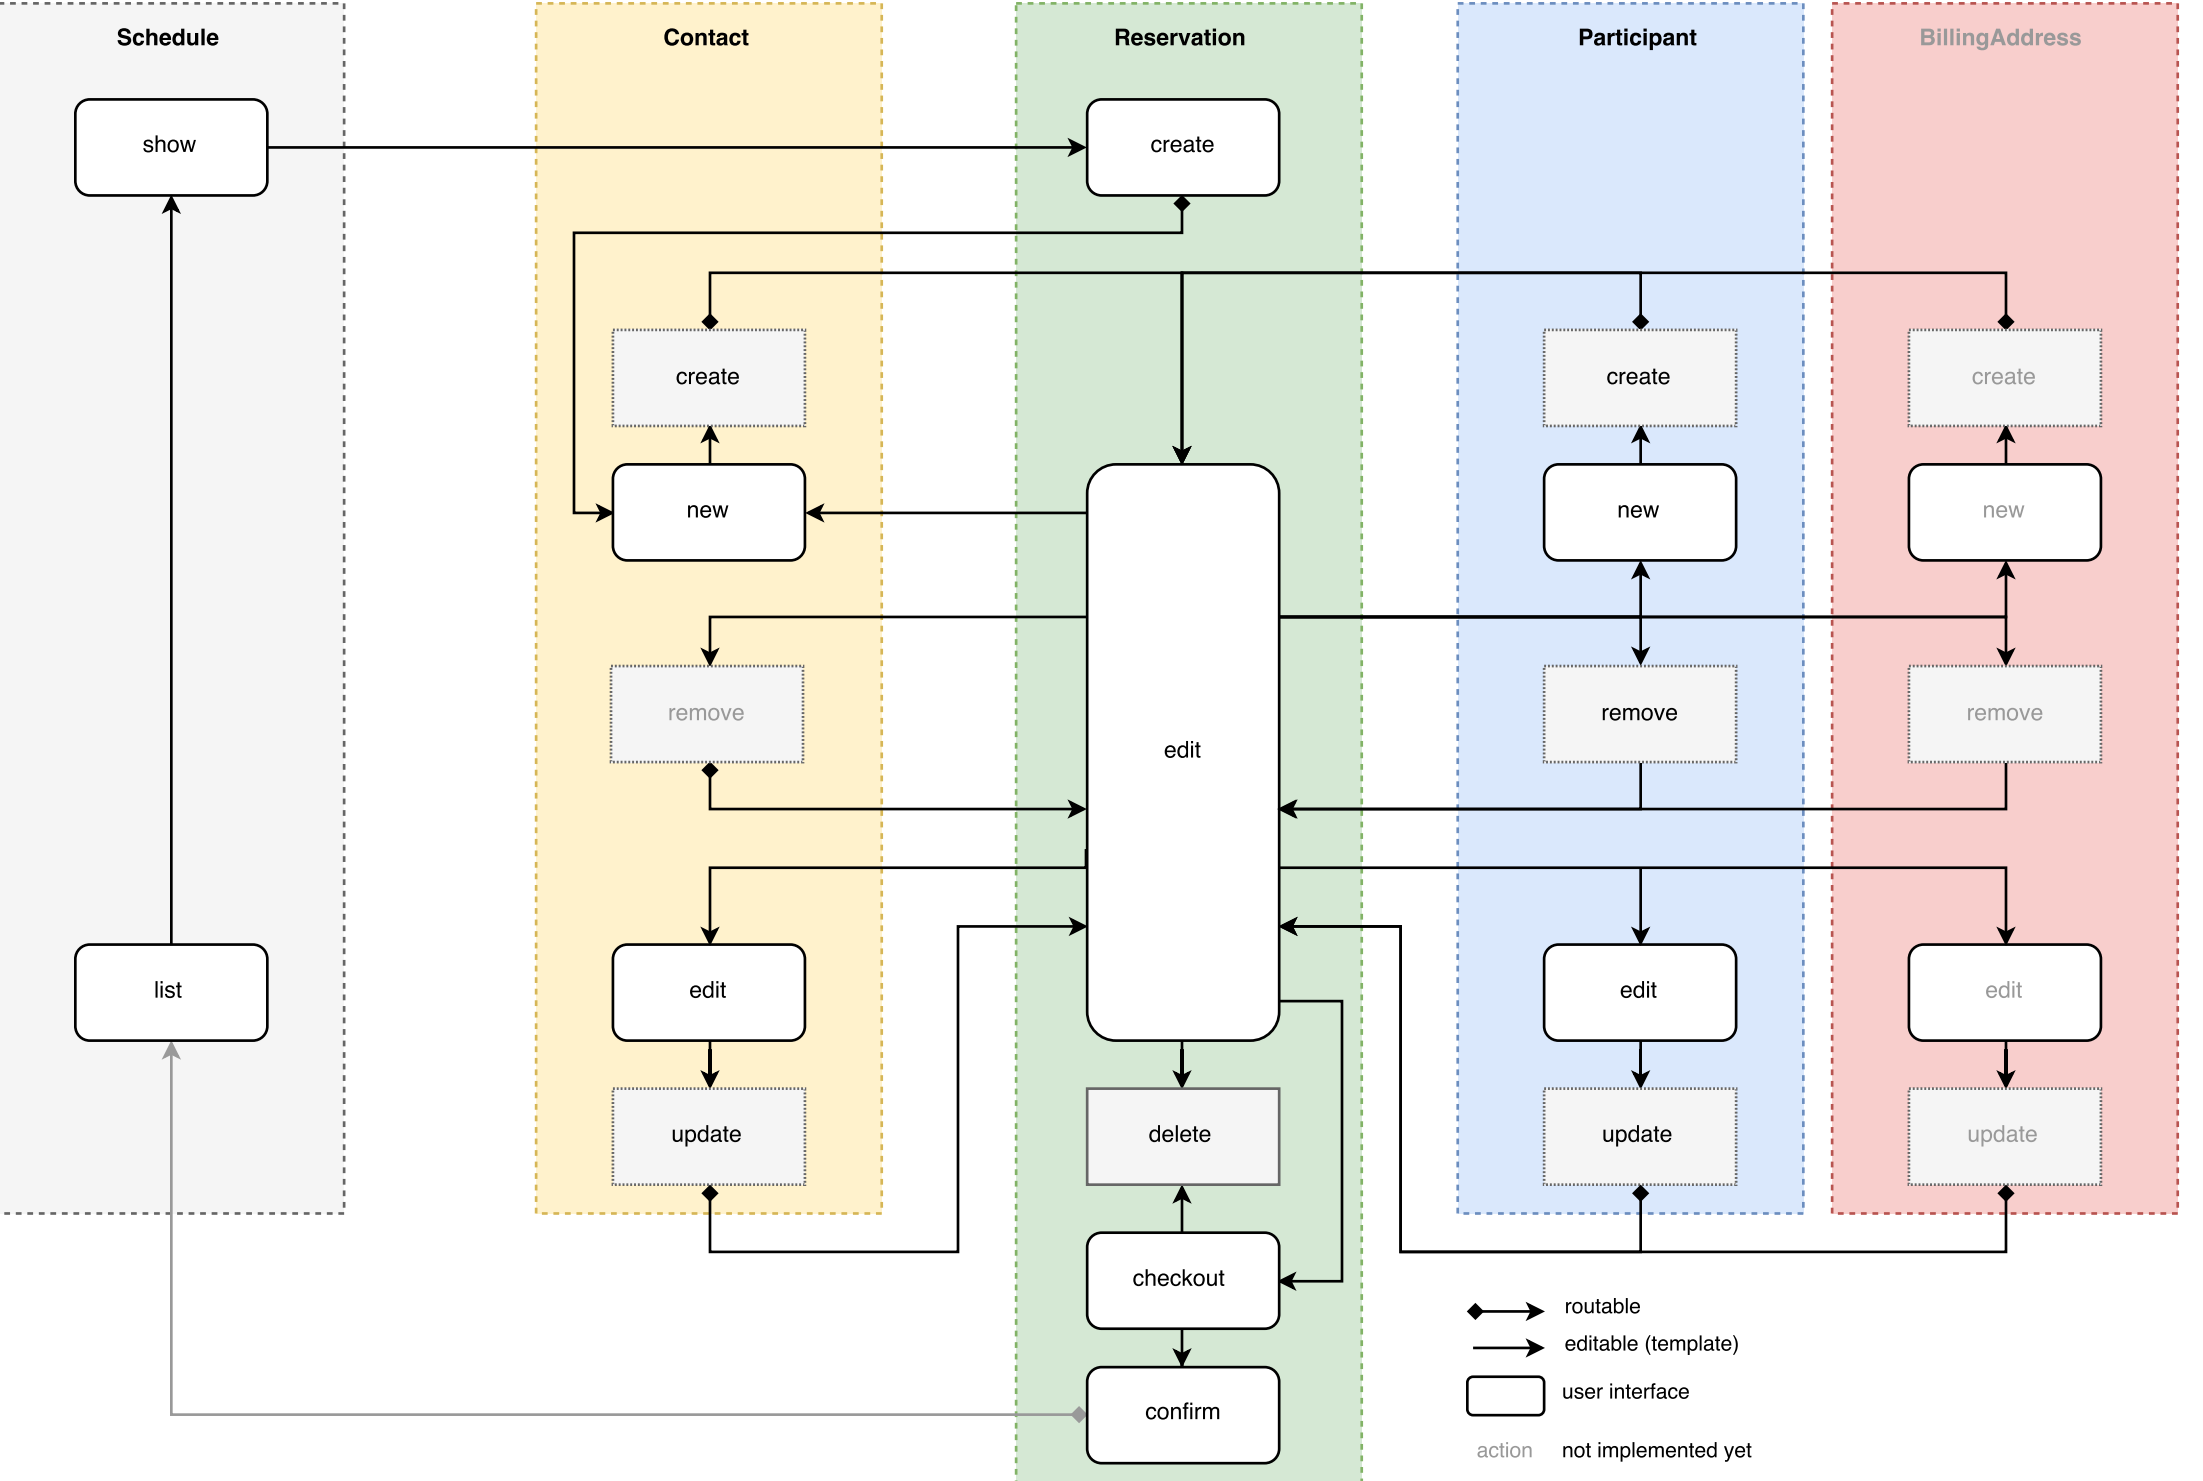 Schedule
Contact
Reservation
Participant
BillingAddress
show
create
create
create
create
new
new
new
remove
edit
remove
remove
list
edit
edit
edit
update
delete
update
update
checkout
confirm
routable
editable (template)
user interface
action not implemented yet